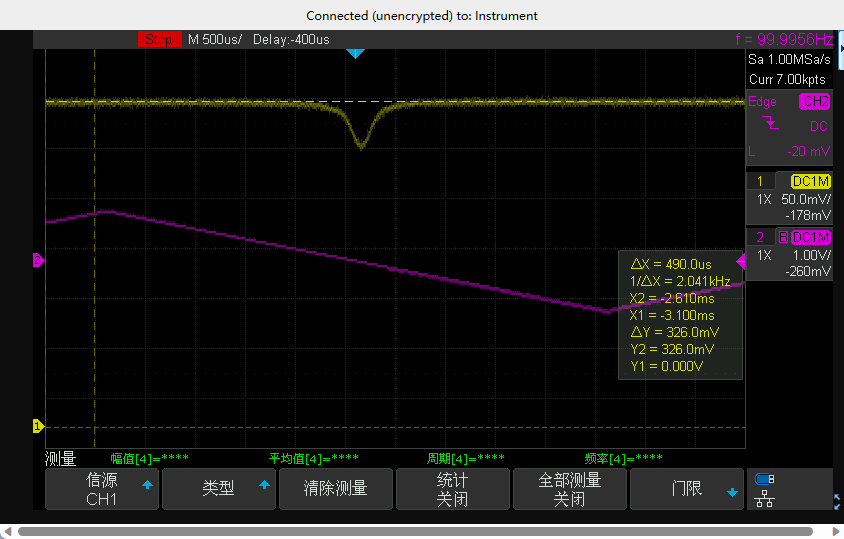 Connected (unencrypted) to: Instrument
Stop M 500us/ Delay:-400us f = 99.9956Hz
Sa 1.00MSa/s
Curr 7.00kpts
Edge CH2
DC
L -20 mV
1 DC1M
1X 50.0mV/
-178mV
2 B DC1M
1X 1.00V/
-260mV
2
ΔX = 490.0us
1/ΔX = 2.041kHz
X2 = -2.610ms
X1 = -3.100ms
ΔY = 326.0mV
Y2 = 326.0mV
Y1 = 0.000V
1
测量 幅值[4]=**** 平均值[4]=**** 周期[4]=**** 频率[4]=****
信源
CH1
类型
清除测量
统计
关闭
全部测量
关闭
门限